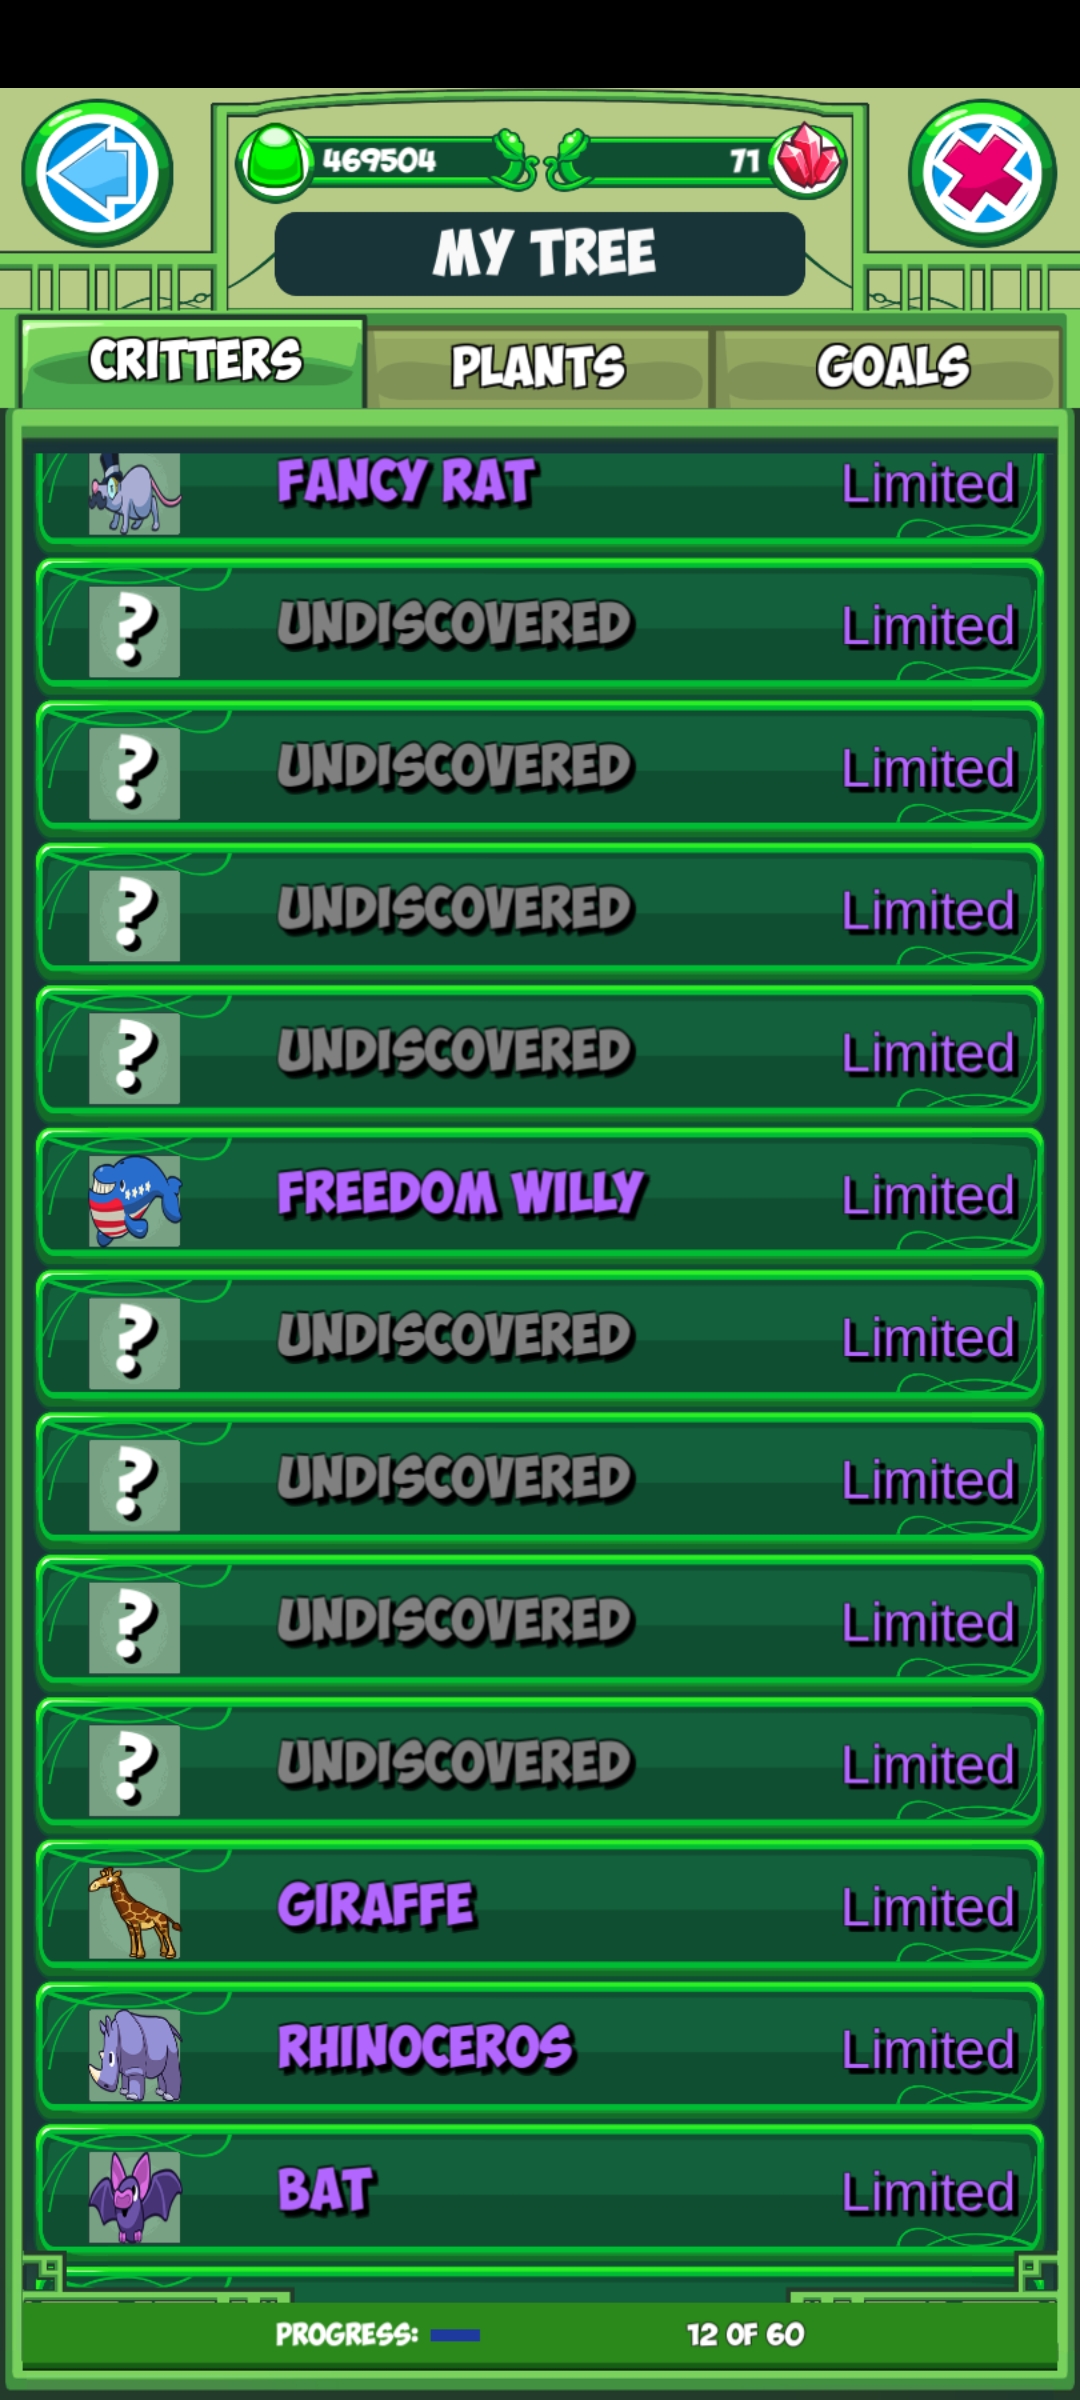 469504 71
MY TREE
CRITTERS PLANTS GOALS
FANCY RAT Limited
? UNDISCOVERED Limited
? UNDISCOVERED Limited
? UNDISCOVERED Limited
? UNDISCOVERED Limited
FREEDOM WILLY Limited
? UNDISCOVERED Limited
? UNDISCOVERED Limited
? UNDISCOVERED Limited
? UNDISCOVERED Limited
GIRAFFE Limited
RHINOCEROS Limited
BAT Limited
PROGRESS: 12 OF 60